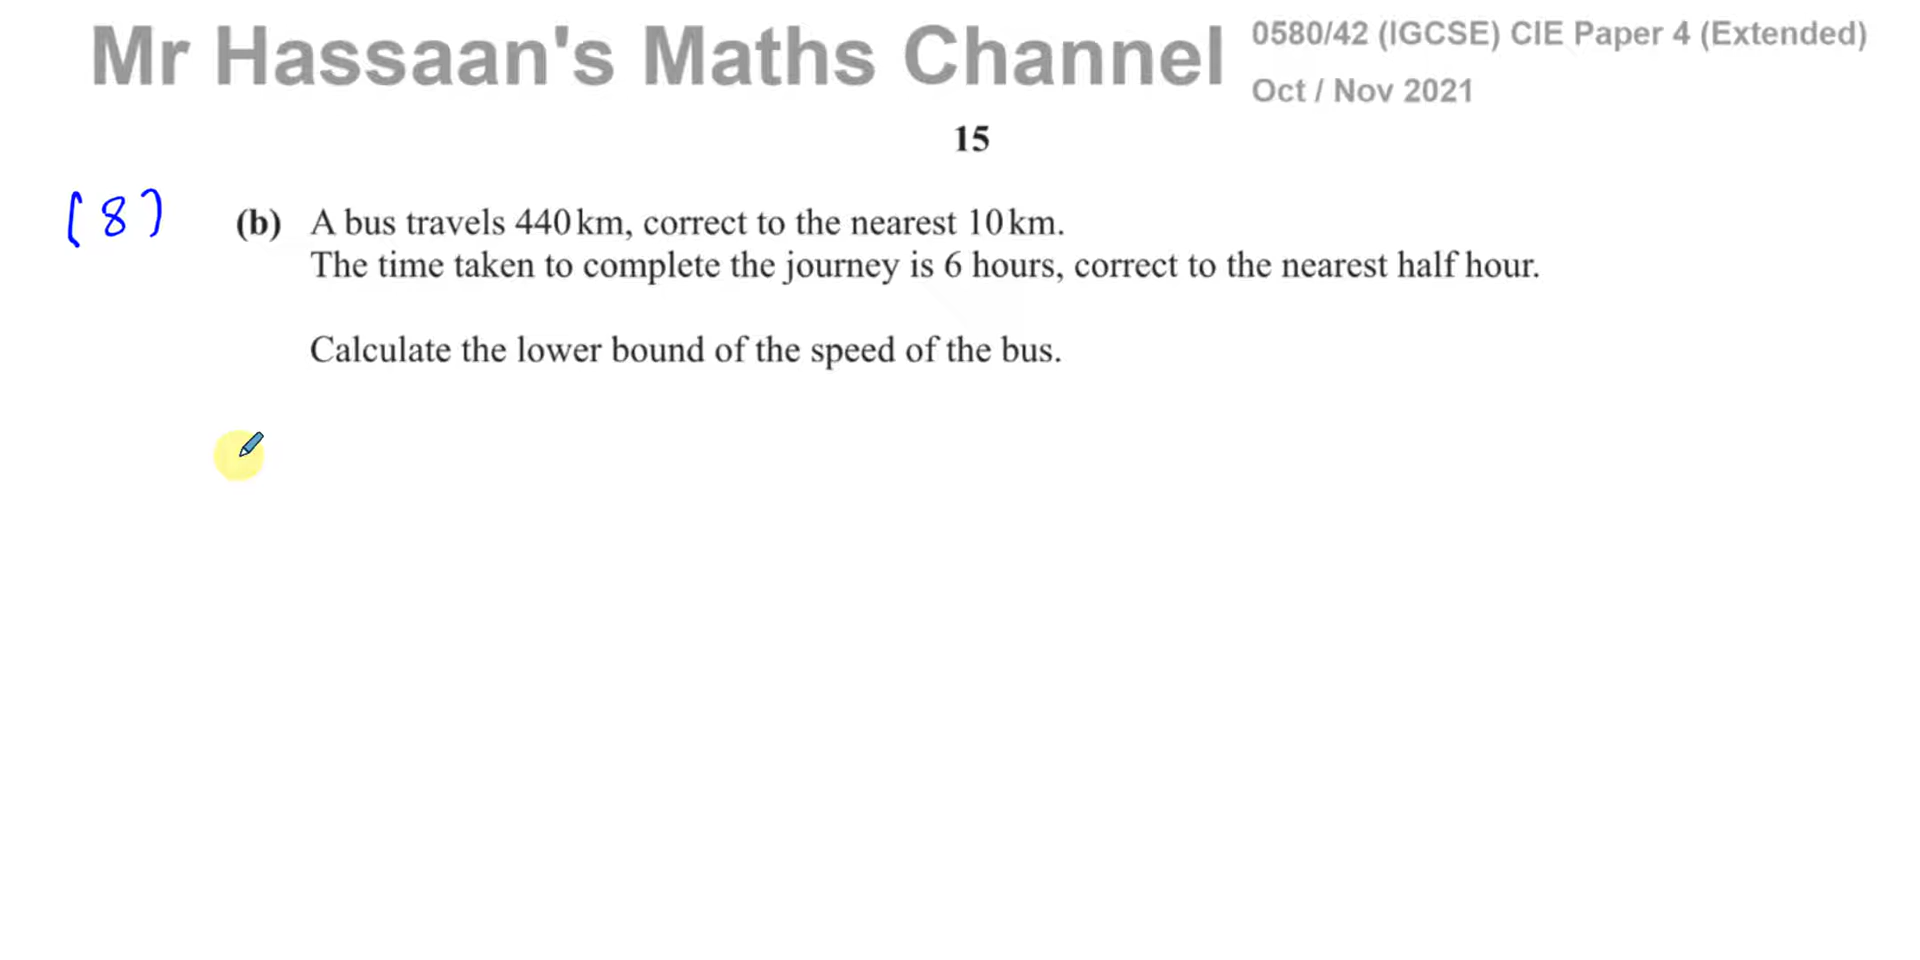 Mr Hassaan's Maths Channel
0580/42 (IGCSE) CIE Paper 4 (Extended)
Oct / Nov 2021
15
(8)
(b) A bus travels 440 km, correct to the nearest 10 km.
The time taken to complete the journey is 6 hours, correct to the nearest half hour.
Calculate the lower bound of the speed of the bus.